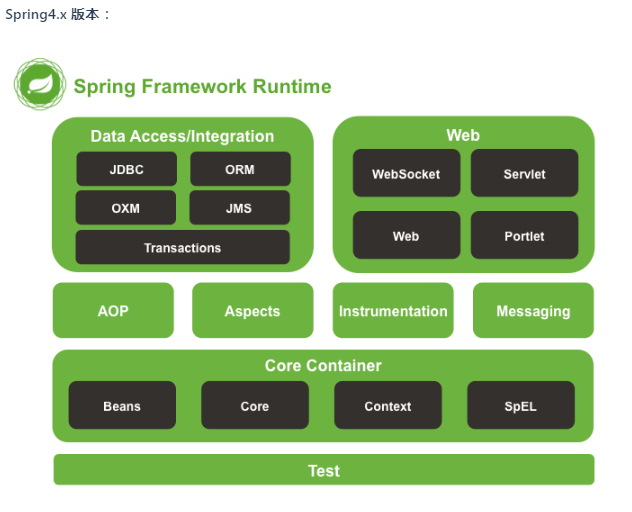 Spring4.x 版本：
Spring Framework Runtime
Data Access/Integration
JDBC
ORM
OXM
JMS
Transactions
Web
WebSocket
Servlet
Web
Portlet
AOP
Aspects
Instrumentation
Messaging
Core Container
Beans
Core
Context
SpEL
Test